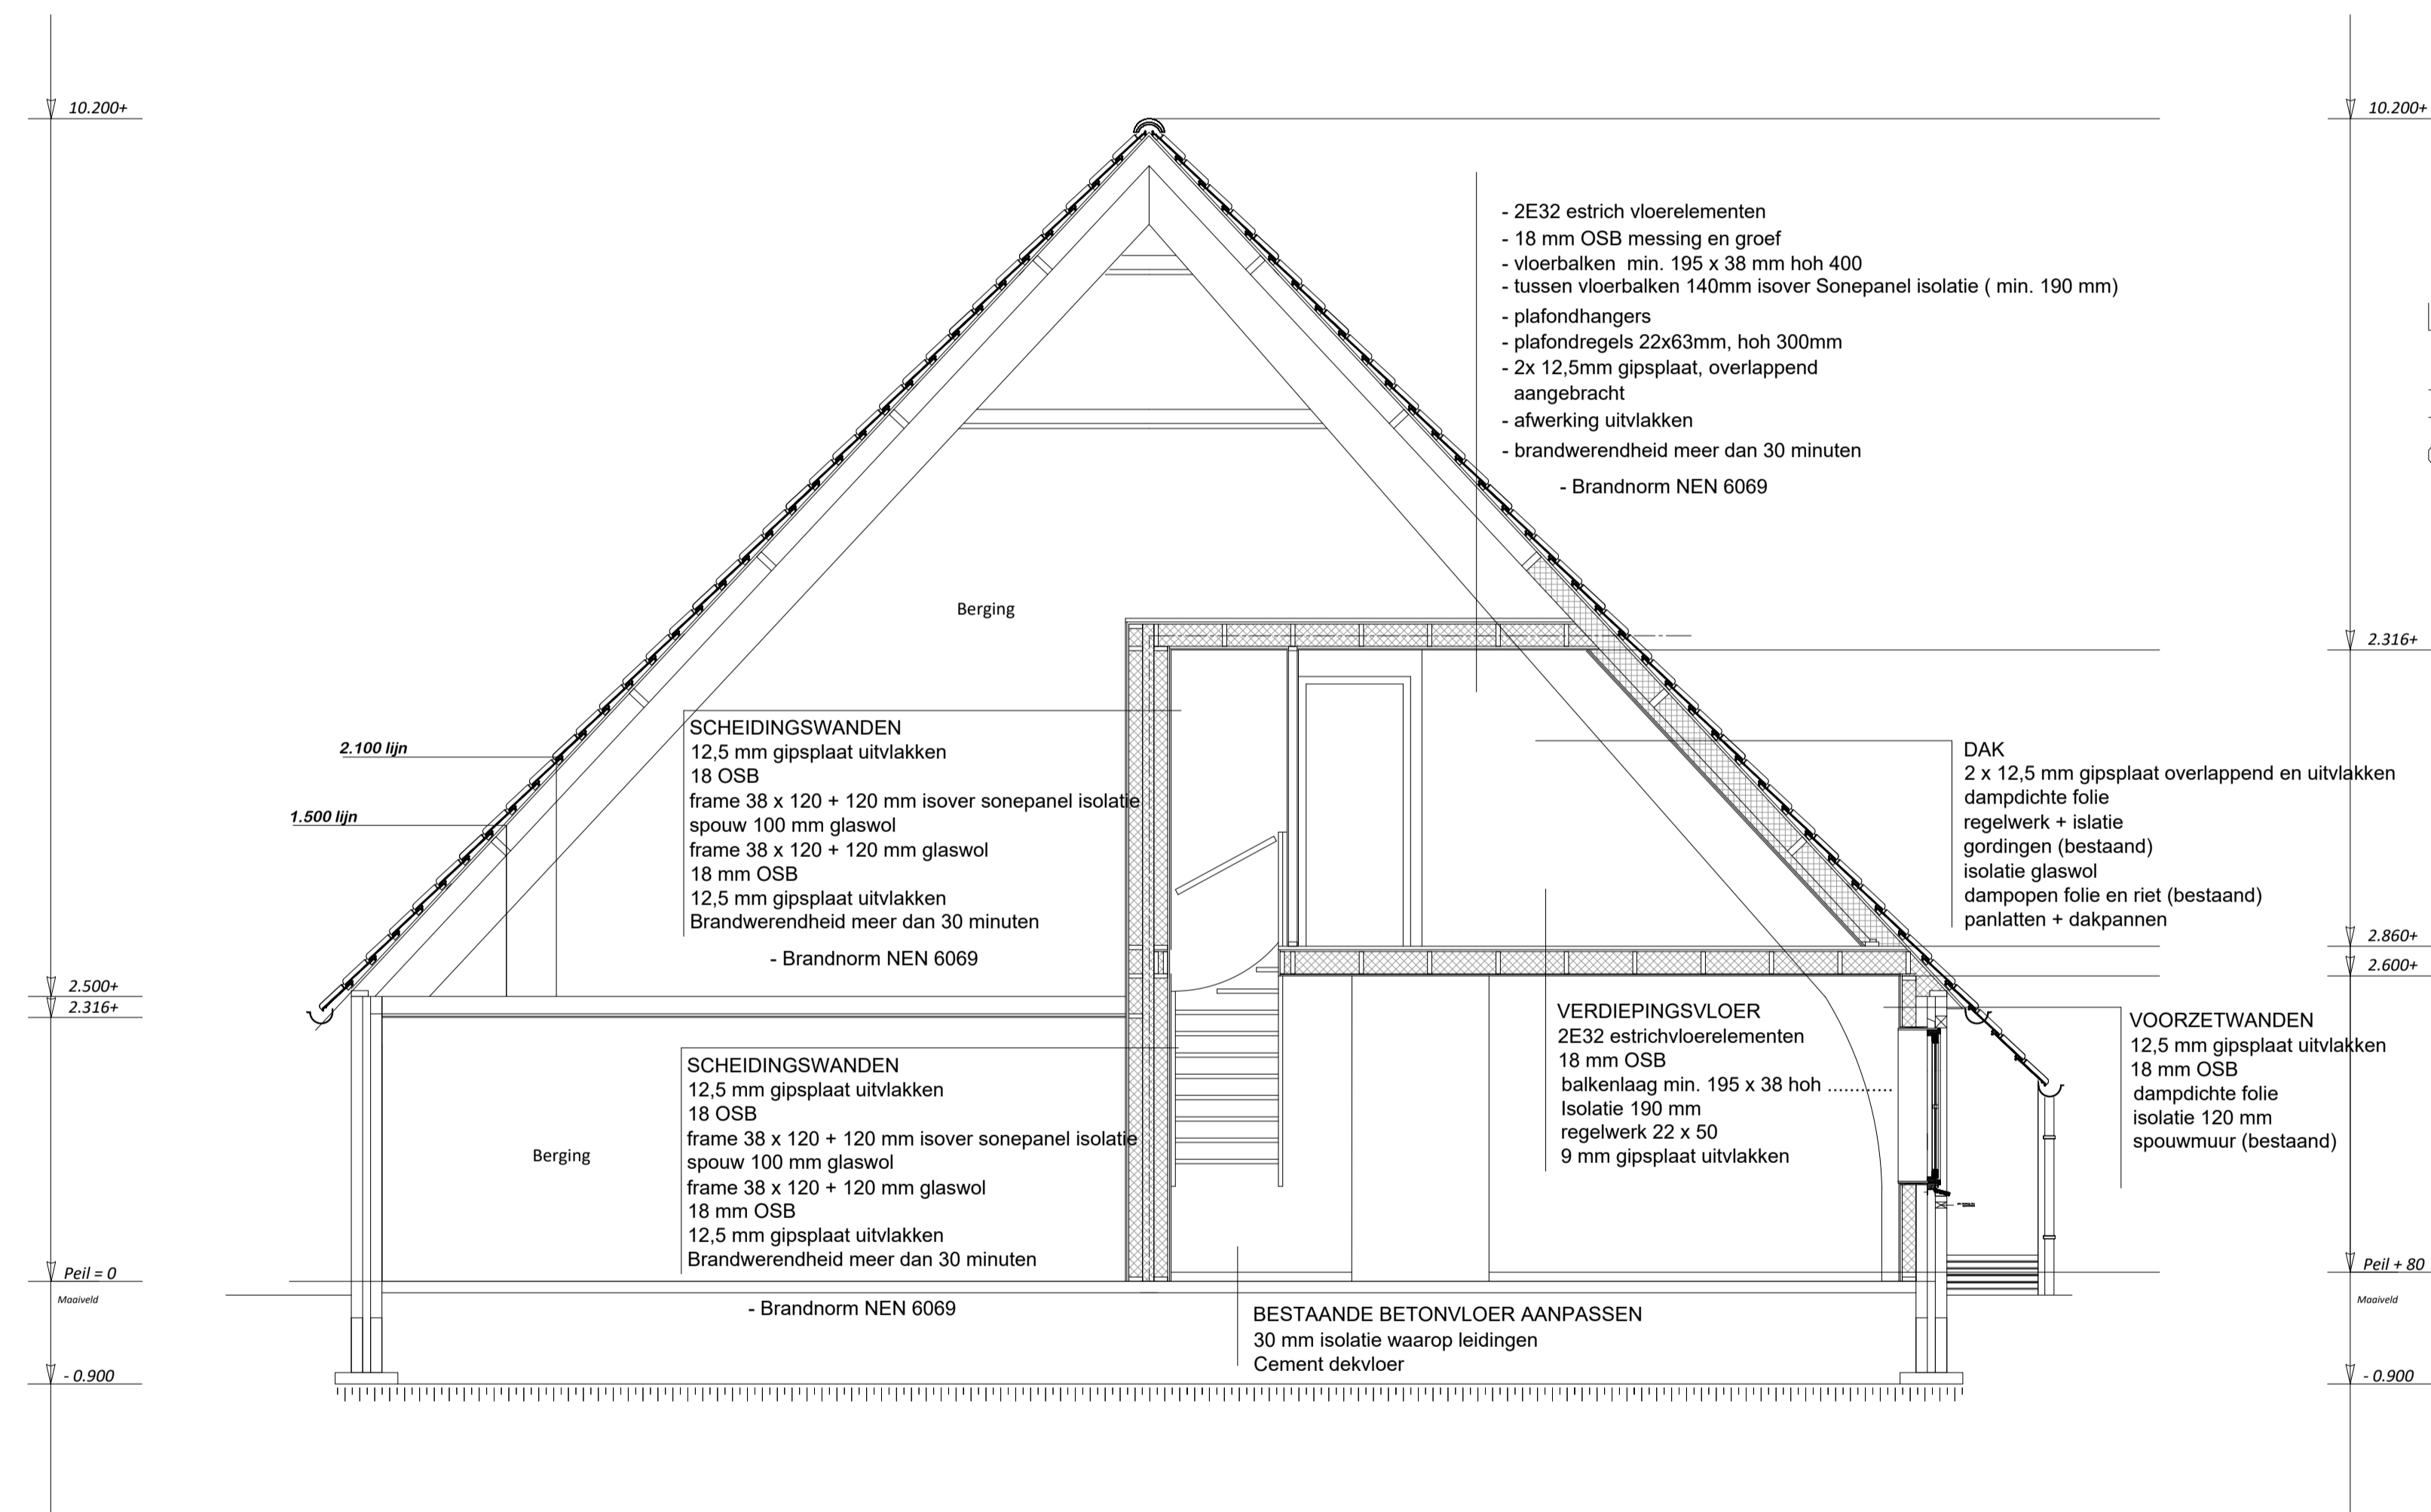 10.200+
10.200+
- 2E32 estrich vloerelementen
- 18 mm OSB messing en groef
- vloerbalken min. 195 x 38 mm hoh 400
- tussen vloerbalken 140mm isover Sonepanel isolatie ( min. 190 mm)
- plafondhangers
- plafondregels 22x63mm, hoh 300mm
- 2x 12,5mm gipsplaat, overlappend
aangebracht
- afwerking uitvlakken
- brandwerendheid meer dan 30 minuten
- Brandnorm NEN 6069
Berging
2.316+
SCHEIDINGSWANDEN
12,5 mm gipsplaat uitvlakken
18 OSB
frame 38 x 120 + 120 mm isover sonepanel isolatie
spouw 100 mm glaswol
frame 38 x 120 + 120 mm glaswol
18 mm OSB
12,5 mm gipsplaat uitvlakken
Brandwerendheid meer dan 30 minuten
- Brandnorm NEN 6069
2.100 lijn
1.500 lijn
DAK
2 x 12,5 mm gipsplaat overlappend en uitvlakken
dampdichte folie
regelwerk + islatie
gordingen (bestaand)
isolatie glaswol
dampopen folie en riet (bestaand)
panlatten + dakpannen
2.860+
2.600+
2.500+
2.316+
VERDIEPINGSVLOER
2E32 estrichvloerelementen
18 mm OSB
balkenlaag min. 195 x 38 hoh ...........
Isolatie 190 mm
regelwerk 22 x 50
9 mm gipsplaat uitvlakken
VOORZETWANDEN
12,5 mm gipsplaat uitvlakken
18 mm OSB
dampdichte folie
isolatie 120 mm
spouwmuur (bestaand)
SCHEIDINGSWANDEN
12,5 mm gipsplaat uitvlakken
18 OSB
frame 38 x 120 + 120 mm isover sonepanel isolatie
spouw 100 mm glaswol
frame 38 x 120 + 120 mm glaswol
18 mm OSB
12,5 mm gipsplaat uitvlakken
Brandwerendheid meer dan 30 minuten
- Brandnorm NEN 6069
Berging
Peil = 0
Maaiveld
Peil + 80
Maaiveld
BESTAANDE BETONVLOER AANPASSEN
30 mm isolatie waarop leidingen
Cement dekvloer
- 0.900
- 0.900